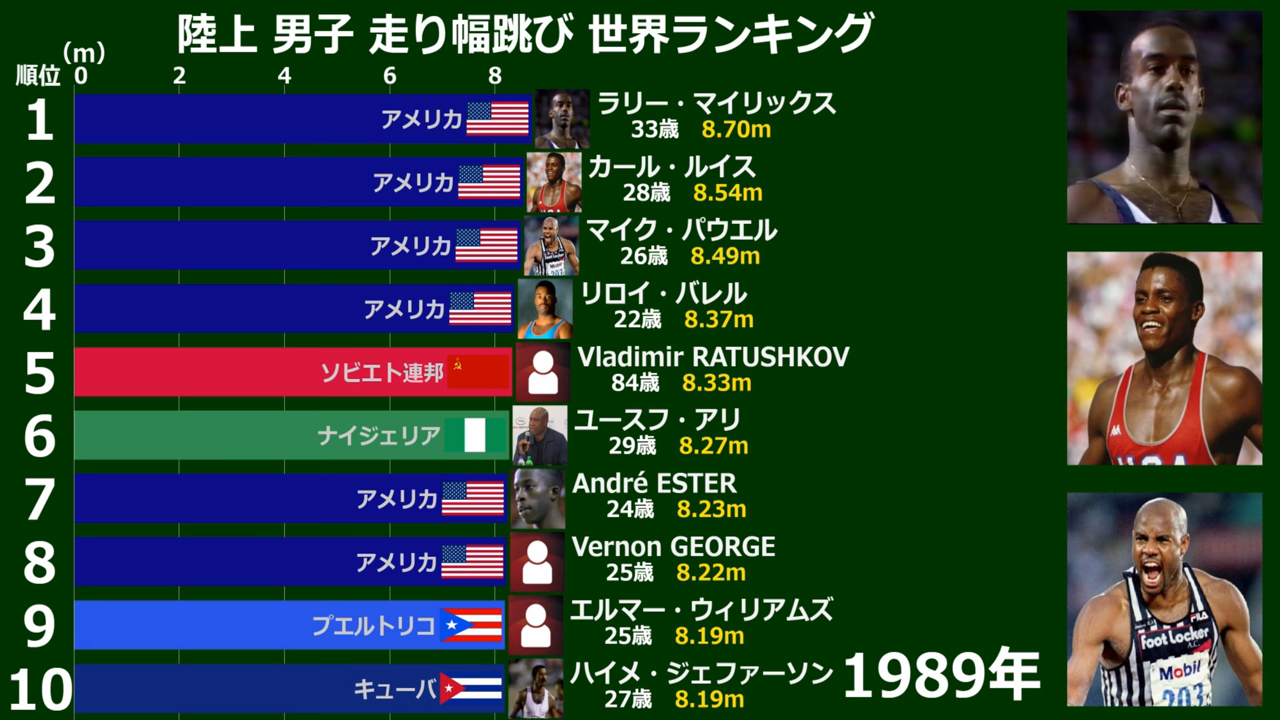 陸上 男子 走り幅跳び 世界ランキング
(m)
順位 0 2 4 6 8
1 アメリカ ラリー・マイリックス
33歳 8.70m
2 アメリカ カール・ルイス
28歳 8.54m
3 アメリカ マイク・パウエル
26歳 8.49m
4 アメリカ リロイ・バレル
22歳 8.37m
5 ソビエト連邦 Vladimir RATUSHKOV
84歳 8.33m
6 ナイジェリア ユースフ・アリ
29歳 8.27m
7 アメリカ André ESTER
24歳 8.23m
8 アメリカ Vernon GEORGE
25歳 8.22m
9 プエルトリコ エルマー・ウィリアムズ
25歳 8.19m
10 キューバ ハイメ・ジェファーソン
27歳 8.19m
1989年
USA
FILA
Foot Locker
Mobil
203